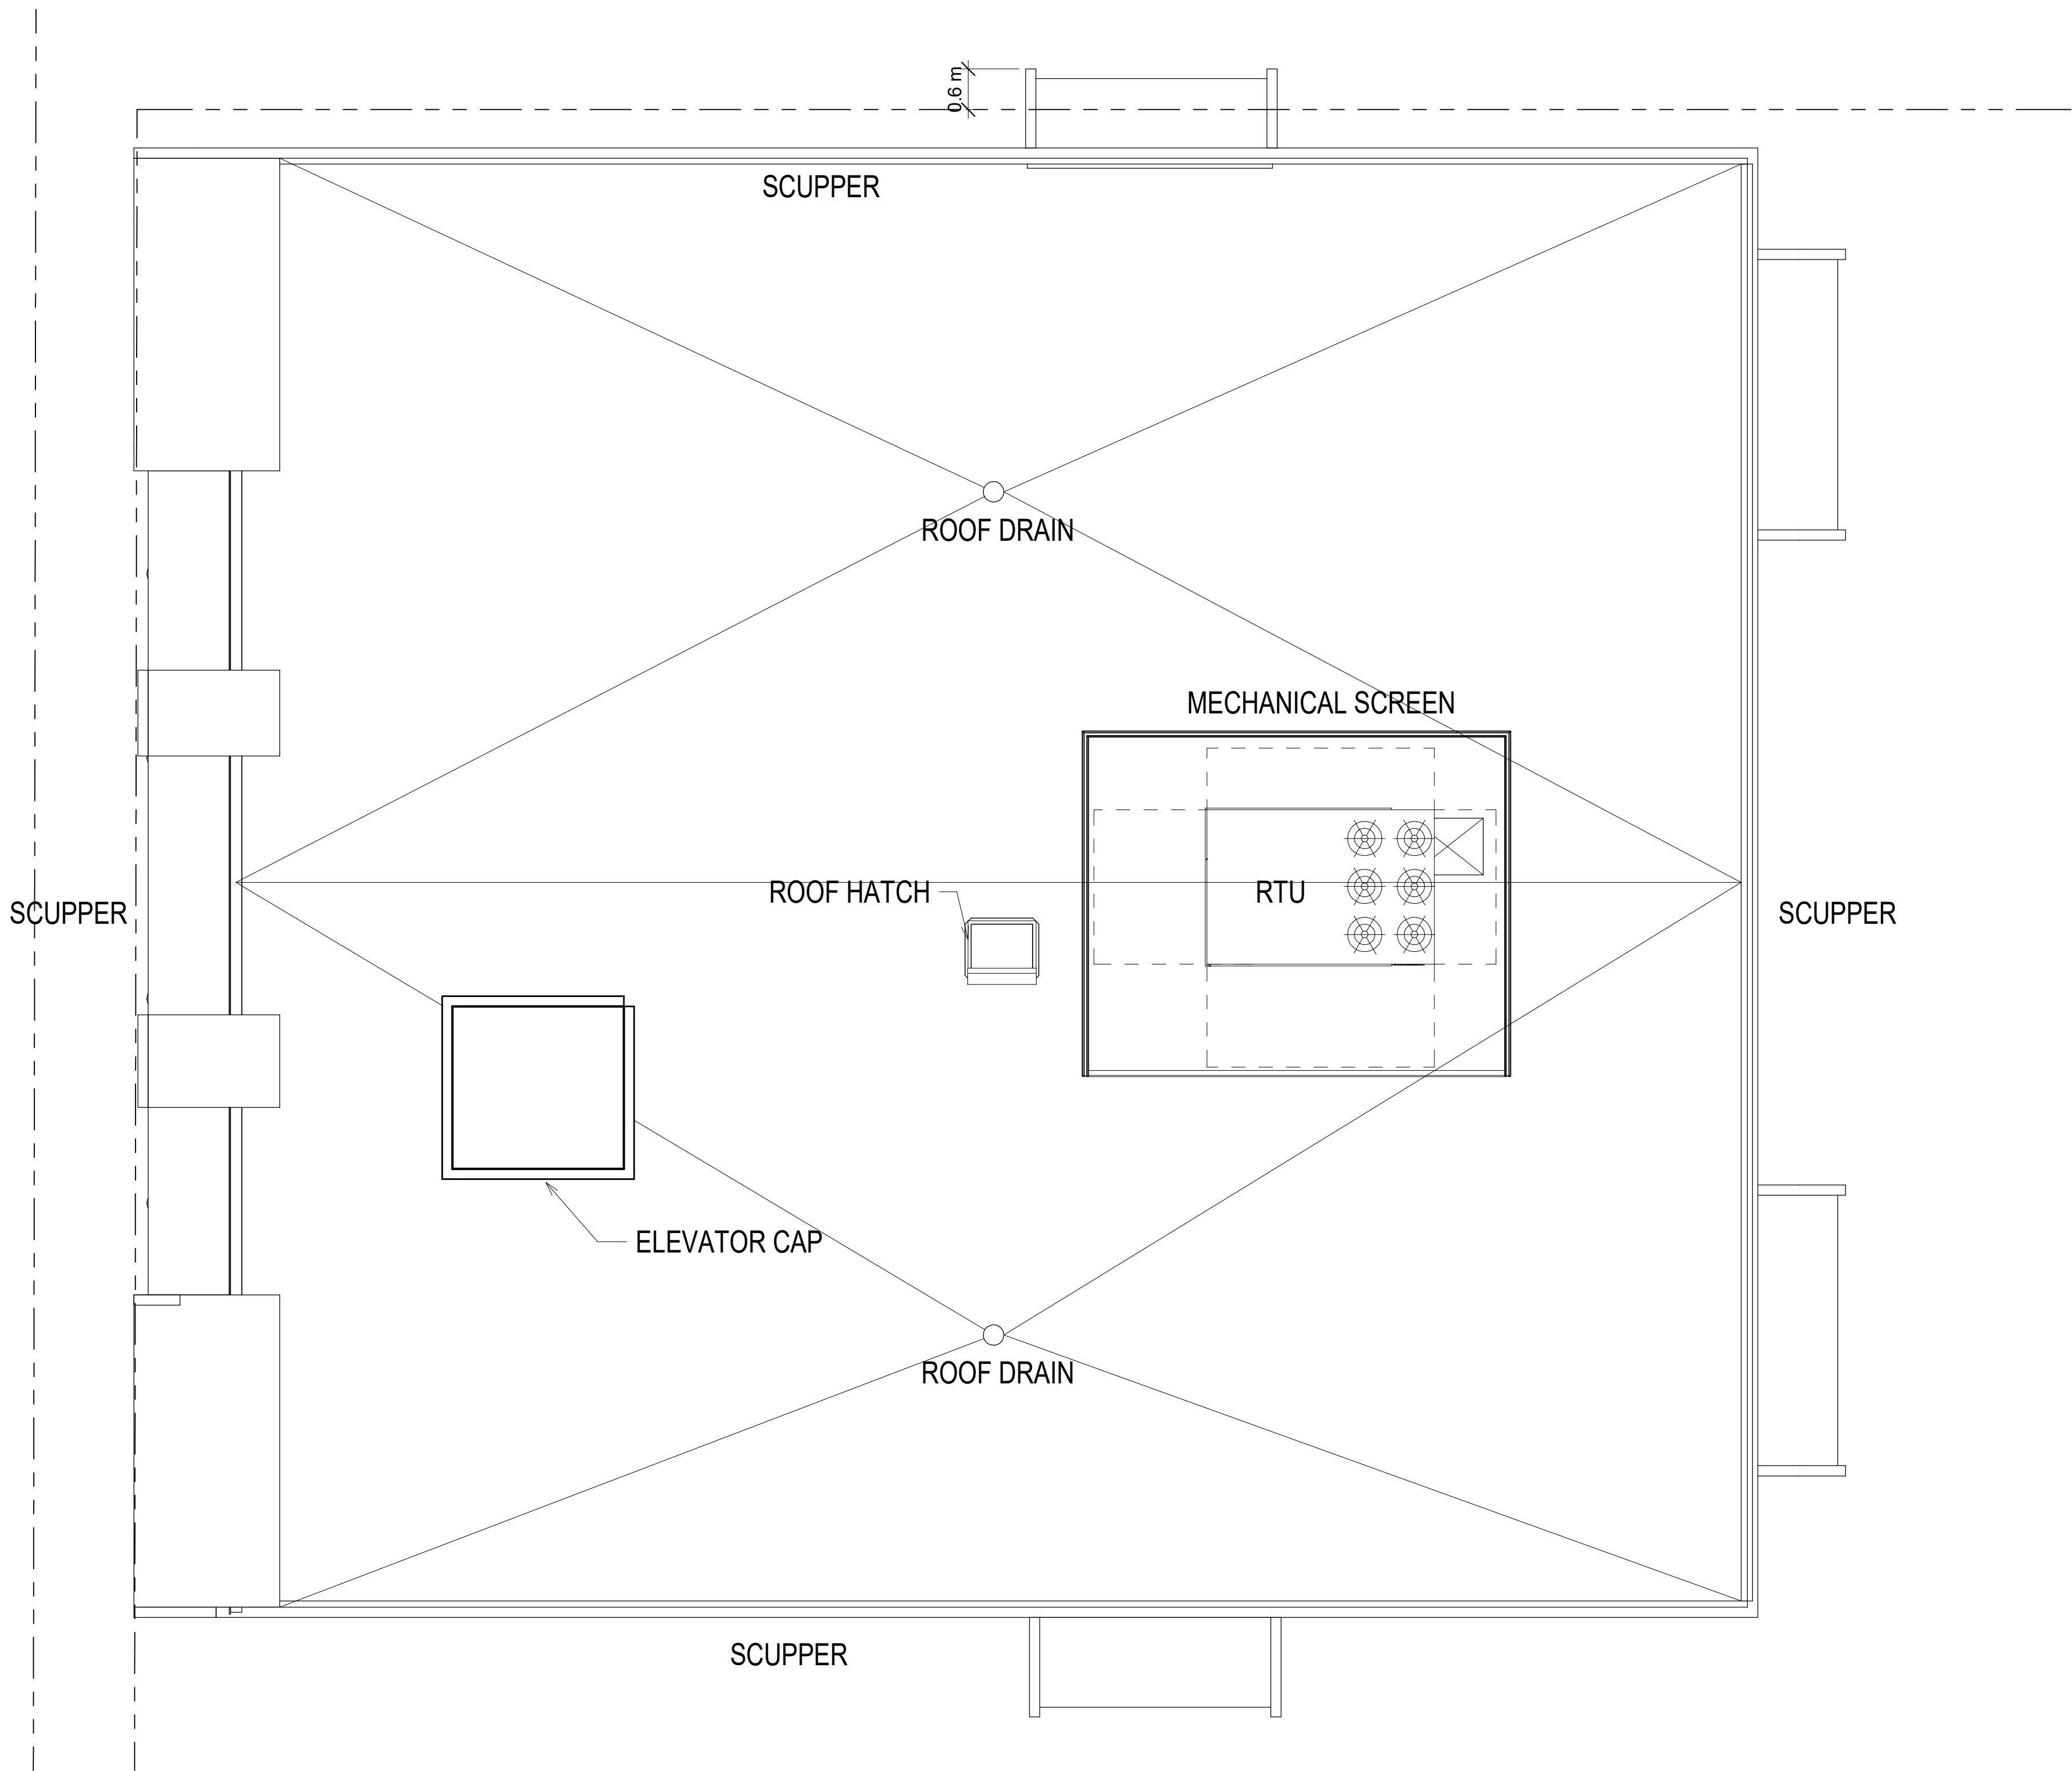 0.6 m
SCUPPER
ROOF DRAIN
MECHANICAL SCREEN
ROOF HATCH
RTU
SCUPPER
SCUPPER
ELEVATOR CAP
ROOF DRAIN
SCUPPER